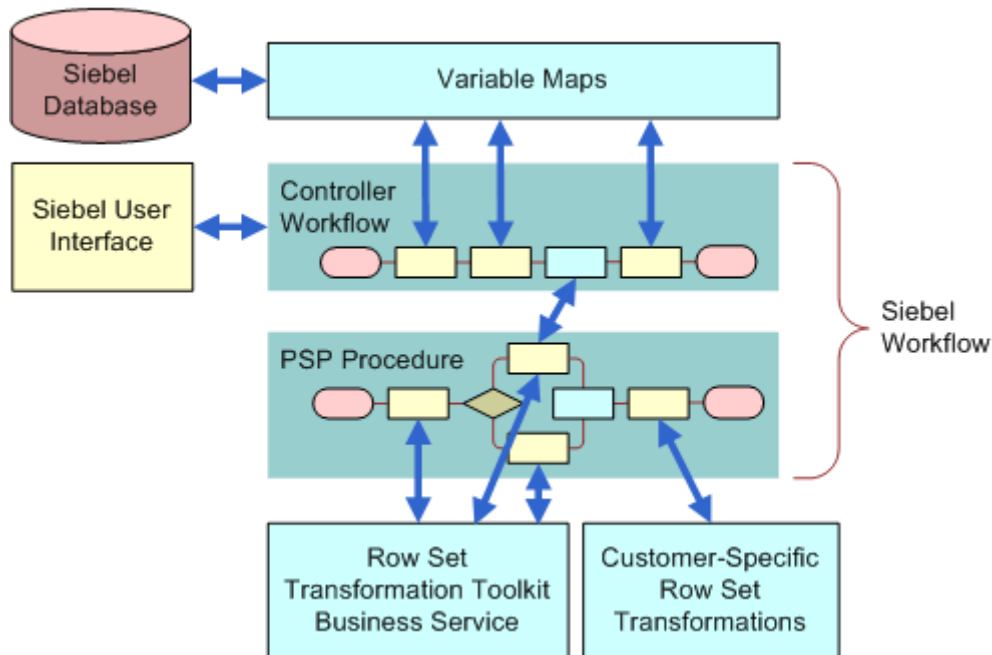 Siebel
Database
Variable Maps
Siebel User
Interface
Controller
Workflow
PSP Procedure
Siebel
Workflow
Row Set
Transformation Toolkit
Business Service
Customer-Specific
Row Set
Transformations